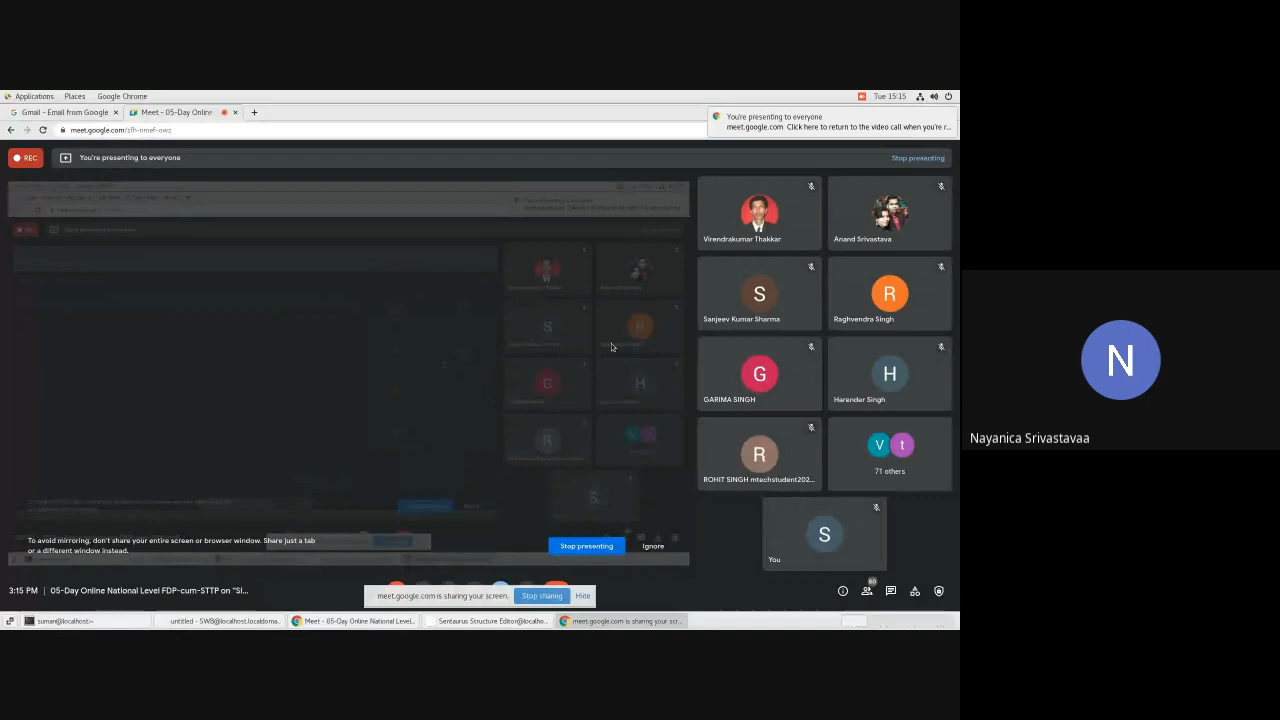 Applications Places Google Chrome Tue 15:15
Gmail - Email from Google Meet - 05-Day Online
meet.google.com/zfh-nmef-owz
You're presenting to everyone
meet.google.com Click here to return to the video call when you're r...
REC You're presenting to everyone Stop presenting
Virendrakumar Thakkar
Anand Srivastava
S
Sanjeev Kumar Sharma
R
Raghvendra Singh
G
GARIMA SINGH
H
Harender Singh
R
ROHIT SINGH mtechstudent202...
V t
71 others
S
You
To avoid mirroring, don't share your entire screen or browser window. Share just a tab
or a different window instead.
Stop presenting Ignore
3:15 PM | 05-Day Online National Level FDP-cum-STTP on "SI...
80
meet.google.com is sharing your screen. Stop sharing Hide
suman@localhost:~ untitled - SWB@localhost.localdoma... Meet - 05-Day Online National Level... Sentaurus Structure Editor@localho... meet.google.com is sharing your scr...
N
Nayanica Srivastavaa